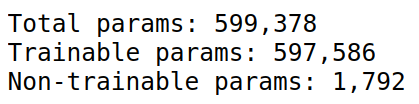 Total params: 599,378
Trainable params: 597,586
Non-trainable params: 1,792